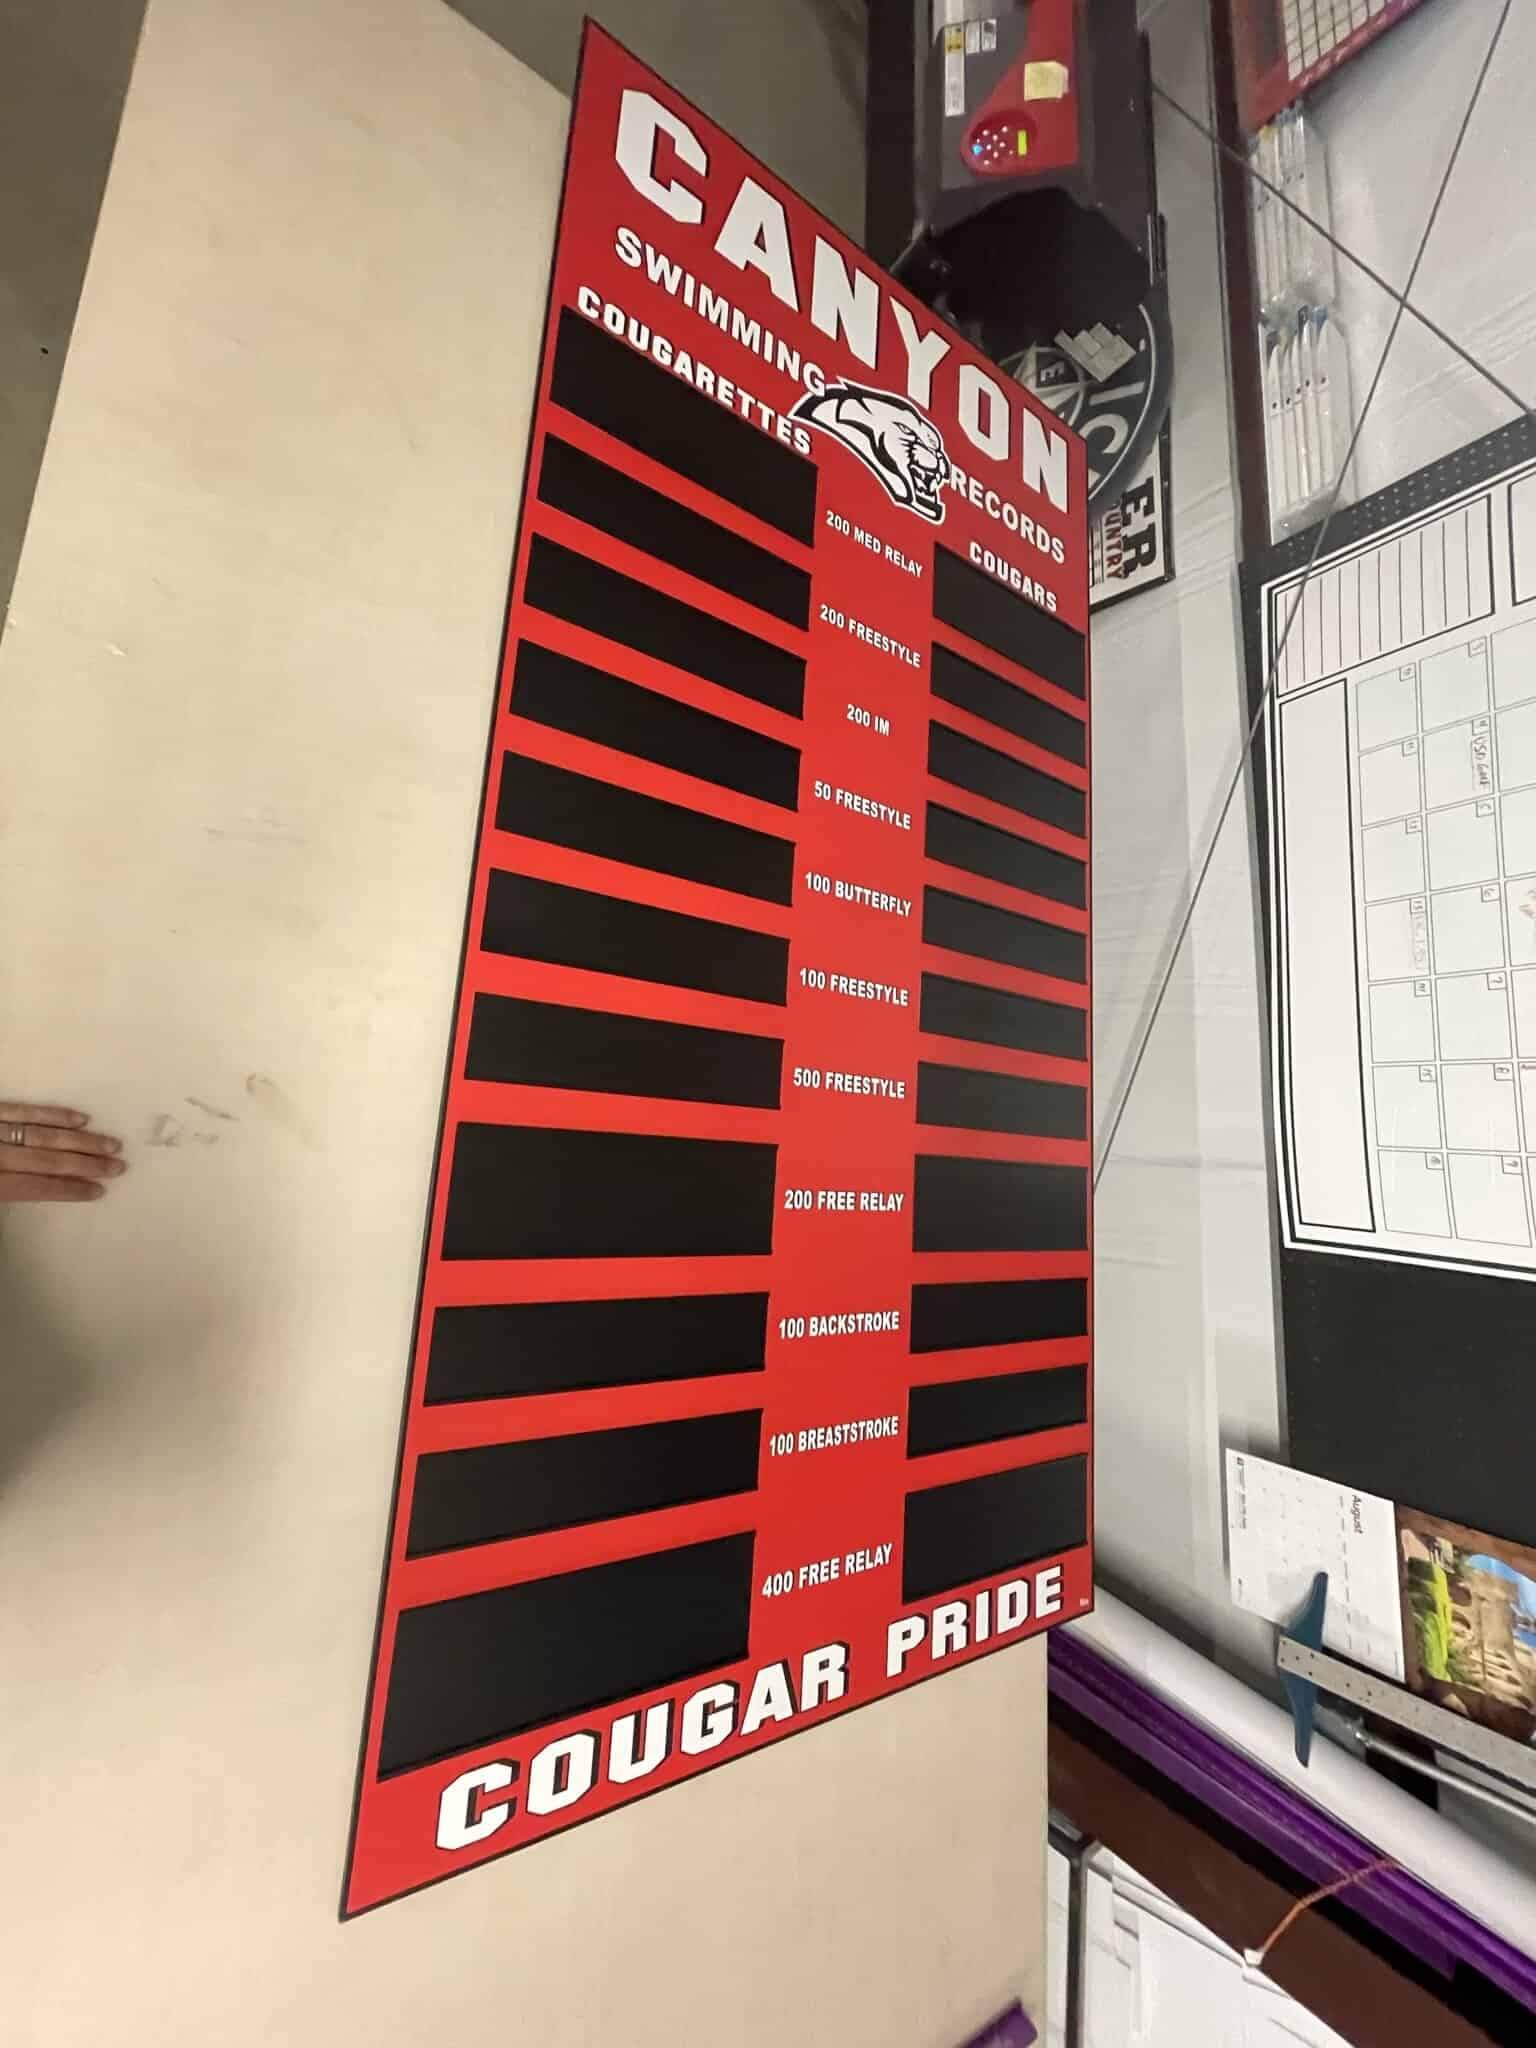 CANYON
SWIMMING RECORDS
COUGARETTES COUGARS
200 MED RELAY
200 FREESTYLE
200 IM
50 FREESTYLE
100 BUTTERFLY
100 FREESTYLE
500 FREESTYLE
200 FREE RELAY
100 BACKSTROKE
100 BREASTSTROKE
400 FREE RELAY
COUGAR PRIDE
August